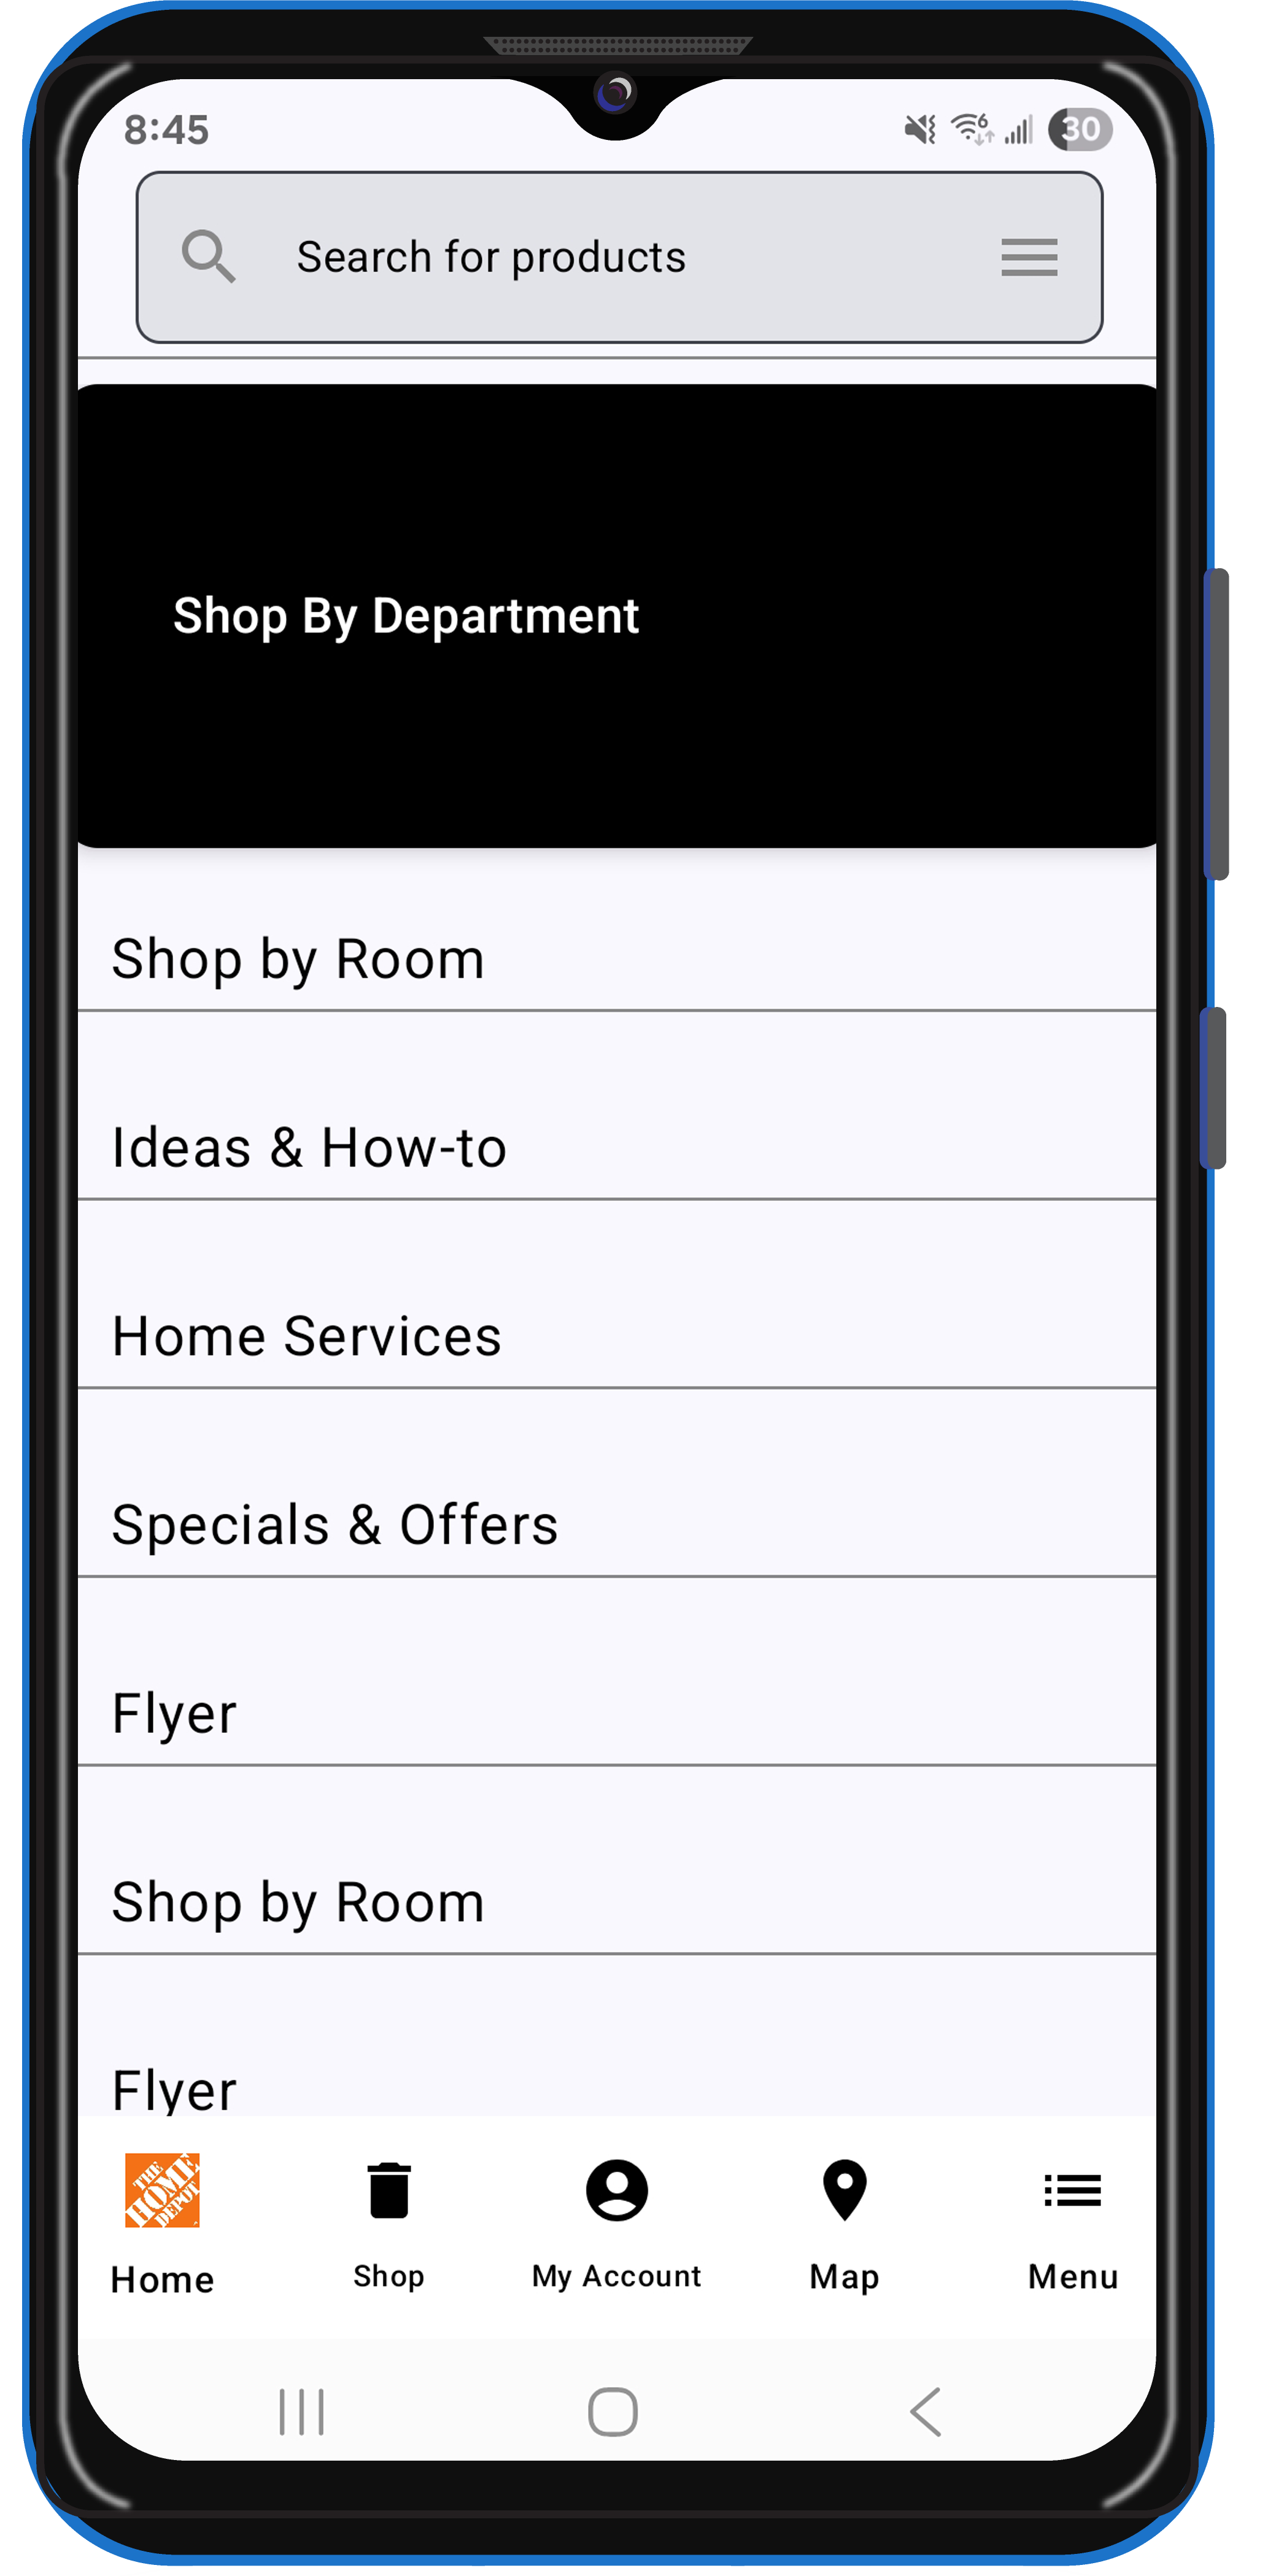 8:45
6
30
Search for products
Shop By Department
Shop by Room
Ideas & How-to
Home Services
Specials & Offers
Flyer
Shop by Room
Flyer
THE
HOME
DEPOT
Home
Shop
My Account
Map
Menu